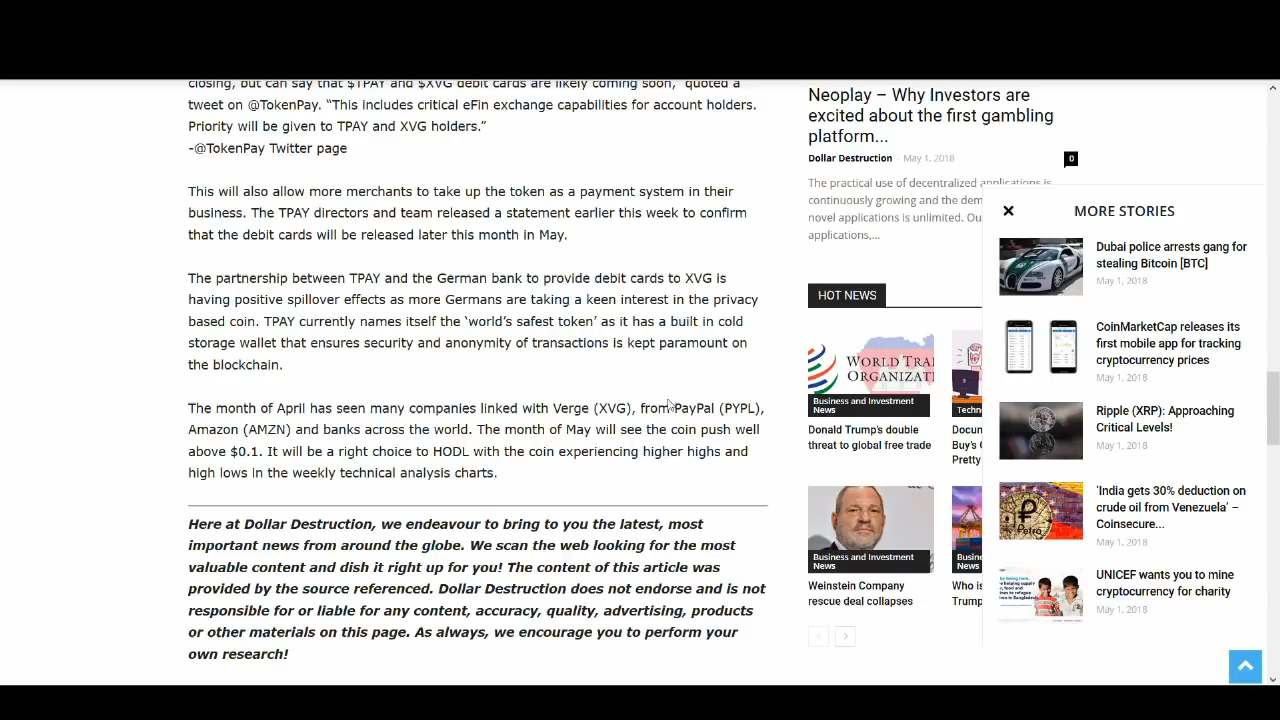 closing, but can say that $TPAY and $XVG debit cards are likely coming soon," quoted a
tweet on @TokenPay. “This includes critical eFin exchange capabilities for account holders.
Priority will be given to TPAY and XVG holders.”
-@TokenPay Twitter page
This will also allow more merchants to take up the token as a payment system in their
business. The TPAY directors and team released a statement earlier this week to confirm
that the debit cards will be released later this month in May.
The partnership between TPAY and the German bank to provide debit cards to XVG is
having positive spillover effects as more Germans are taking a keen interest in the privacy
based coin. TPAY currently names itself the ‘world’s safest token’ as it has a built in cold
storage wallet that ensures security and anonymity of transactions is kept paramount on
the blockchain.
The month of April has seen many companies linked with Verge (XVG), from PayPal (PYPL),
Amazon (AMZN) and banks across the world. The month of May will see the coin push well
above $0.1. It will be a right choice to HODL with the coin experiencing higher highs and
high lows in the weekly technical analysis charts.
Here at Dollar Destruction, we endeavour to bring to you the latest, most
important news from around the globe. We scan the web looking for the most
valuable content and dish it right up for you! The content of this article was
provided by the source referenced. Dollar Destruction does not endorse and is not
responsible for or liable for any content, accuracy, quality, advertising, products
or other materials on this page. As always, we encourage you to perform your
own research!
Neoplay – Why Investors are
excited about the first gambling
platform...
Dollar Destruction - May 1, 2018
0
The practical use of decentralized applications is
continuously growing and the dem
novel applications is unlimited. Ou
applications,...
HOT NEWS
WORLD TRA
ORGANIZATI
Business and Investment
News
Donald Trump’s double
threat to global free trade
Techn
Docun
Buy’s C
Pretty
Business and Investment
News
Weinstein Company
rescue deal collapses
Busine
News
Who is
Trump
MORE STORIES
Dubai police arrests gang for
stealing Bitcoin [BTC]
May 1, 2018
CoinMarketCap releases its
first mobile app for tracking
cryptocurrency prices
May 1, 2018
Ripple (XRP): Approaching
Critical Levels!
May 1, 2018
‘India gets 30% deduction on
crude oil from Venezuela’ –
Coinsecure...
May 1, 2018
Petro
UNICEF wants you to mine
cryptocurrency for charity
May 1, 2018